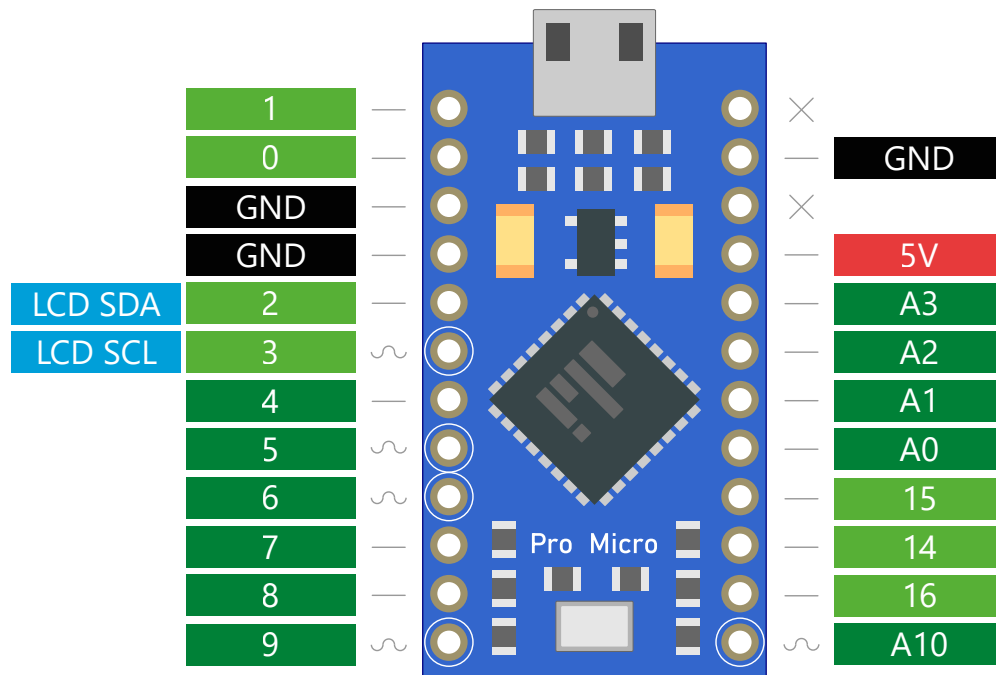 1
0
GND
GND
GND
5V
LCD SDA 2
A3
LCD SCL 3
A2
4
A1
5
A0
6
15
7
Pro Micro
14
8
16
9
A10